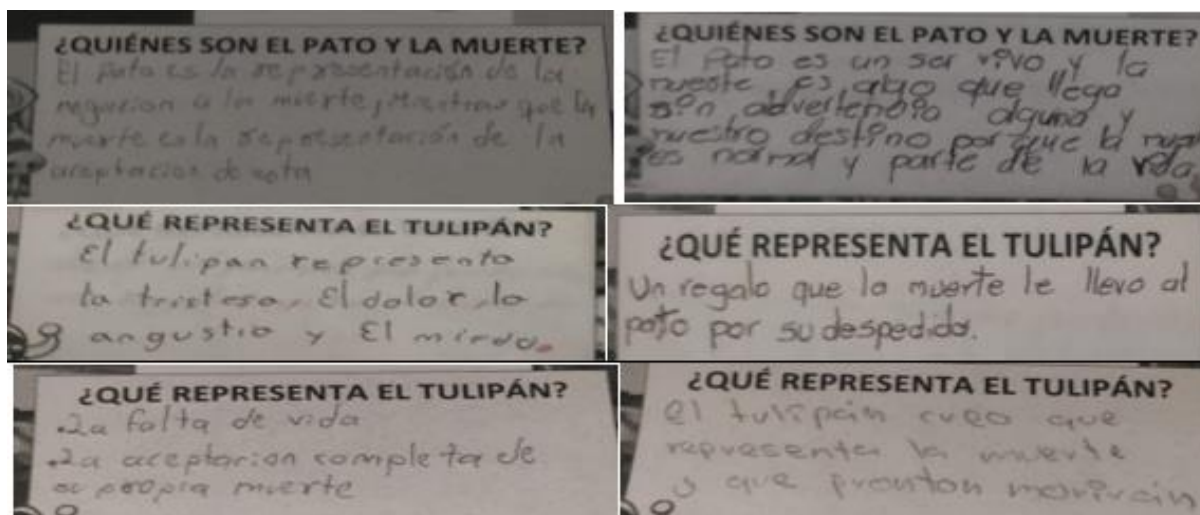 ¿QUIÉNES SON EL PATO Y LA MUERTE?
El Pato es la representación de la
negacion a la muerte, mientras que la
muerte es la representación de la
aceptacion de esta
¿QUIÉNES SON EL PATO Y LA MUERTE?
El Pato es un ser vivo y la
mueste es algo que llega
sin advertencia alguna y
nuestro destino porque la
es normal y parte de la vida
¿QUÉ REPRESENTA EL TULIPÁN?
El tulipan representa
la tristesa, El dolor, la
angustia y El miedo.
¿QUÉ REPRESENTA EL TULIPÁN?
Un regalo que la muerte le llevo al
pato por su despedida.
¿QUÉ REPRESENTA EL TULIPÁN?
.La falta de vida
.La aceptacion completa de
su propia muerte
¿QUÉ REPRESENTA EL TULIPÁN?
El tulipán creo que
representa la muerte
y que pronton morirán